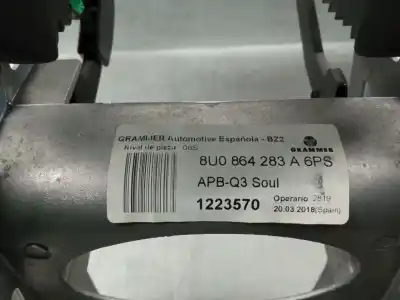 GRAMMER Automotive Española - BZ2
Nivel de pieza: 005
GRAMMER
8U0 864 283 A 6PS
APB-Q3 Soul
Operario 2819
1223570
20.03.2018(Spain)